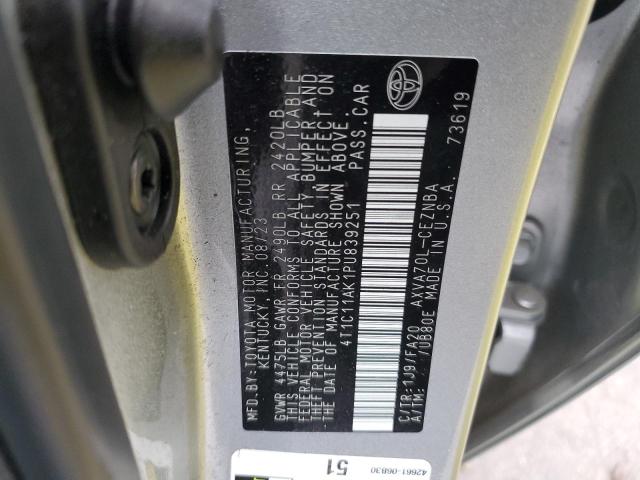 MFD.BY:TOYOTA MOTOR MANUFACTURING,
KENTUCKY, INC. 08/23
GVWR 4475LB GAWR FR 2490LB RR 2420LB
THIS VEHICLE CONFORMS TO ALL APPLICABLE
FEDERAL MOTOR VEHICLE SAFETY BUMPER AND
THEFT PREVENTION STANDARDS IN EFFECT ON
THE DATE OF MANUFACTURE SHOWN ABOVE.
4T1C11AK1PU839251 PASS.CAR
C/TR:1J9/FA20 AXVA70L-CEZNBA
A/TM: /UB80E MADE IN U.S.A. 73619
51
42661-06B30